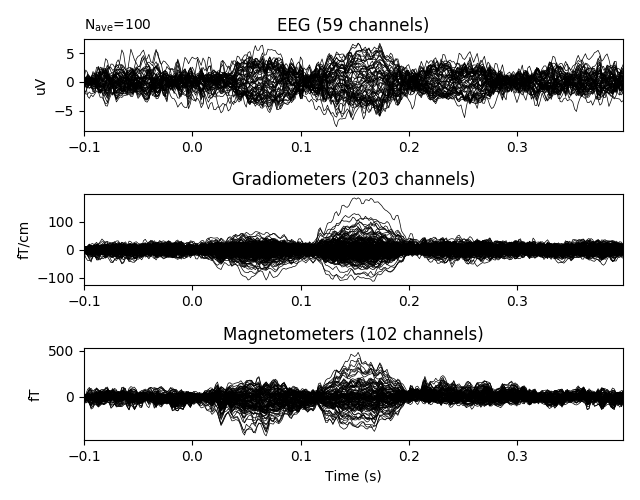 N_ave=100
EEG (59 channels)
uV
5
0
−5
−0.1 0.0 0.1 0.2 0.3
Gradiometers (203 channels)
fT/cm
100
0
−100
−0.1 0.0 0.1 0.2 0.3
Magnetometers (102 channels)
fT
500
0
−0.1 0.0 0.1 0.2 0.3
Time (s)